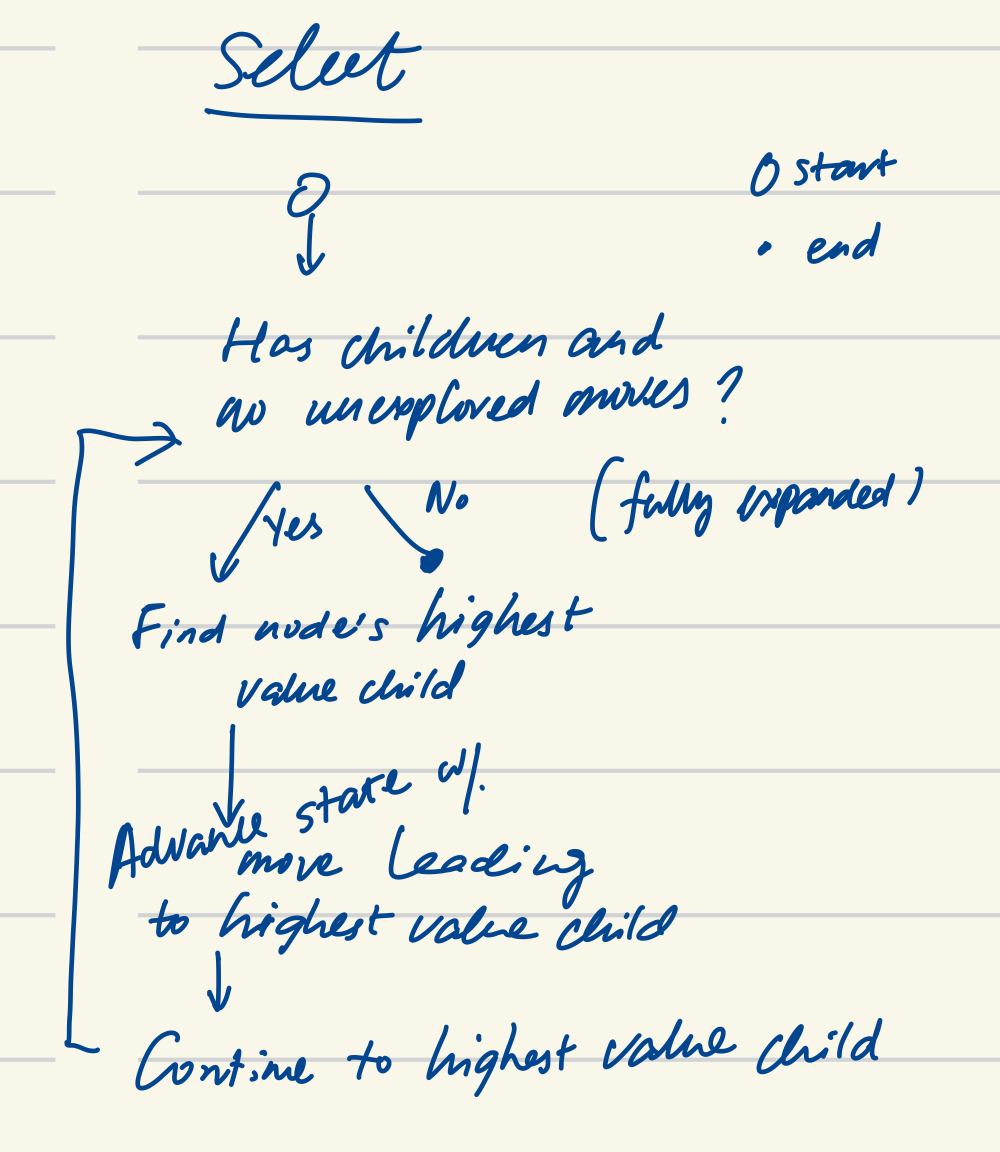 Select
O start
• end
Has children and
no unexplored moves?
Yes
No
(fully expanded)
Find node's highest
value child
Advance state w/.
move leading
to highest value child
Continue to highest value child